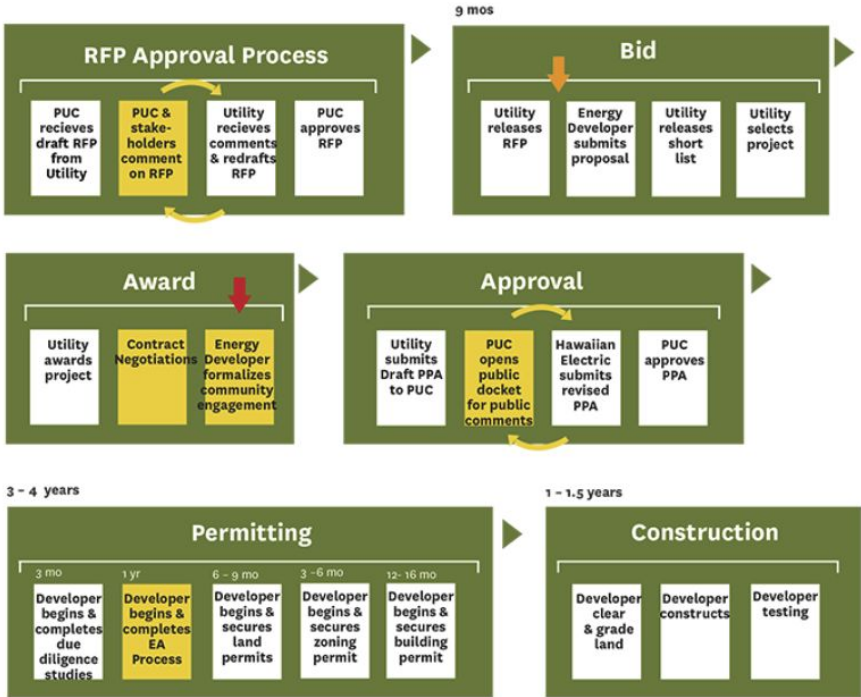 RFP Approval Process
PUC
recieves
draft RFP
from
Utility
PUC &
stake-
holders
comment
on RFP
Utility
recieves
comments
& redrafts
RFP
PUC
approves
RFP
9 mos
Bid
Utility
releases
RFP
Energy
Developer
submits
proposal
Utility
releases
short
list
Utility
selects
project
Award
Utility
awards
project
Contract
Negotiations
Energy
Developer
formalizes
community
engagement
Approval
Utility
submits
Draft PPA
to PUC
PUC
opens
public
docket
for public
comments
Hawaiian
Electric
submits
revised
PPA
PUC
approves
PPA
3 – 4 years
Permitting
3 mo
Developer
begins &
completes
due
diligence
studies
1 yr
Developer
begins &
completes
EA
Process
6 – 9 mo
Developer
begins &
secures
land
permits
3 –6 mo
Developer
begins &
secures
zoning
permit
12- 16 mo
Developer
begins &
secures
building
permit
1 – 1.5 years
Construction
Developer
clear
& grade
land
Developer
constructs
Developer
testing